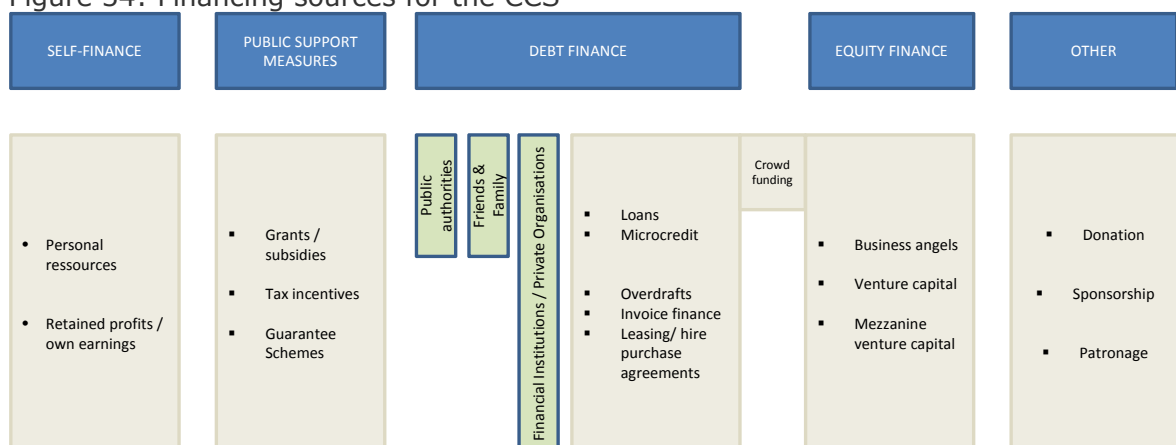 Figure 34: Financing sources for the CCS
SELF-FINANCE
PUBLIC SUPPORT
MEASURES
DEBT FINANCE
EQUITY FINANCE
OTHER
• Personal
ressources
• Retained profits /
own earnings
▪ Grants /
subsidies
▪ Tax incentives
▪ Guarantee
Schemes
Public
authorities
Friends &
Family
Financial Institutions / Private Organisations
▪ Loans
▪ Microcredit
▪ Overdrafts
▪ Invoice finance
▪ Leasing/ hire
purchase
agreements
Crowd
funding
▪ Business angels
▪ Venture capital
▪ Mezzanine
venture capital
▪ Donation
▪ Sponsorship
▪ Patronage